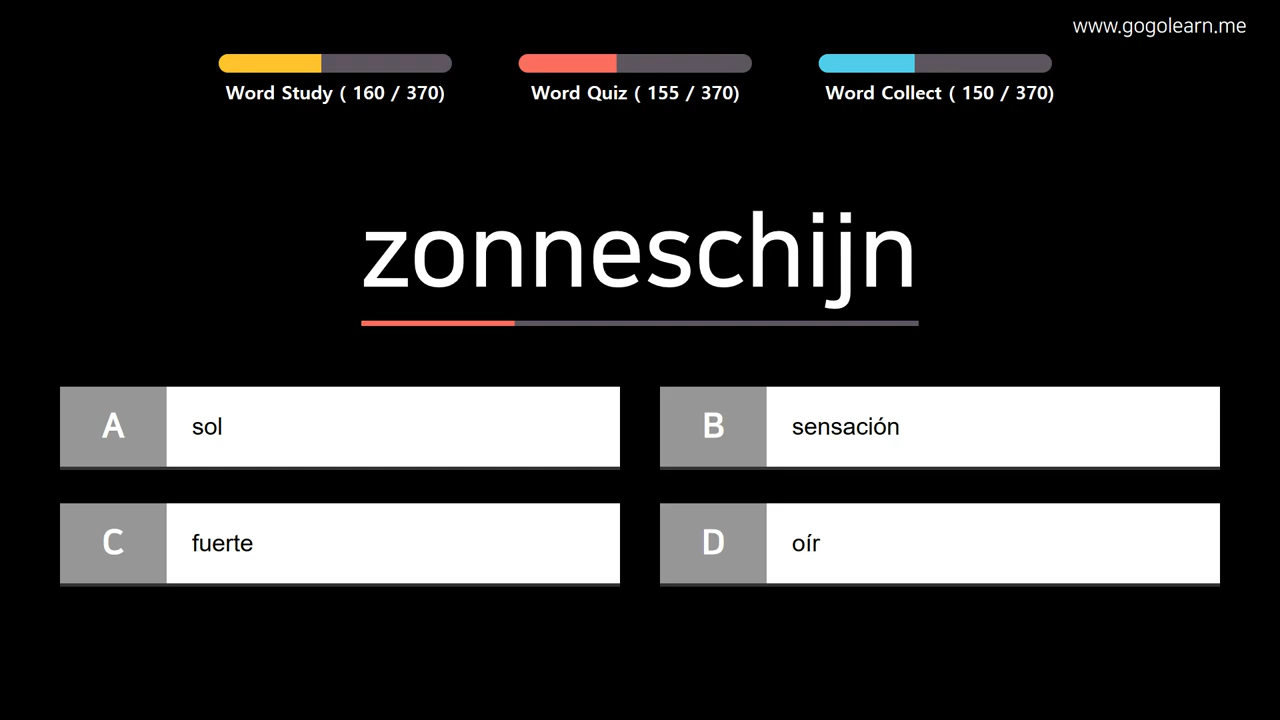 www.gogolearn.me
Word Study ( 160 / 370)
Word Quiz ( 155 / 370)
Word Collect ( 150 / 370)
zonneschijn
A sol
B sensación
C fuerte
D oír